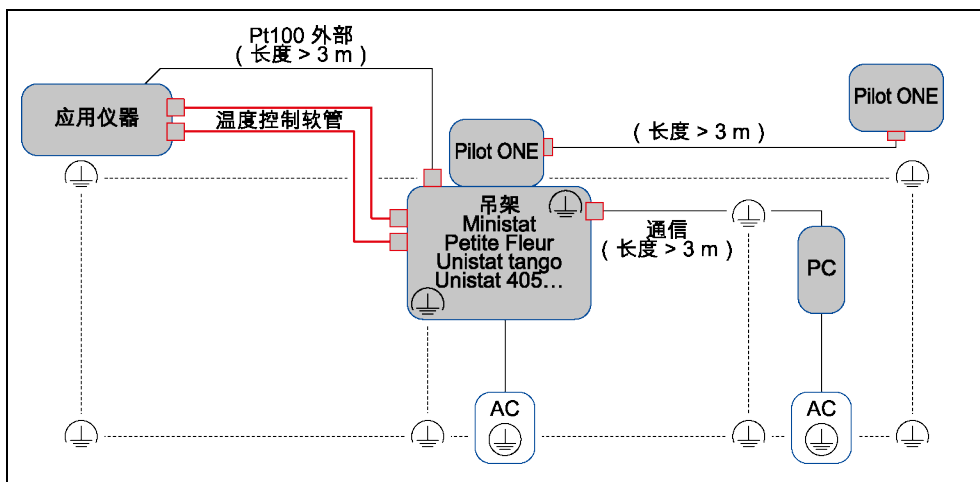 Pt100 外部
（长度 > 3 m）
应用仪器
温度控制软管
Pilot ONE
（长度 > 3 m）
Pilot ONE
吊架
Ministat
Petite Fleur
Unistat tango
Unistat 405…
通信
（长度 > 3 m）
PC
AC
AC